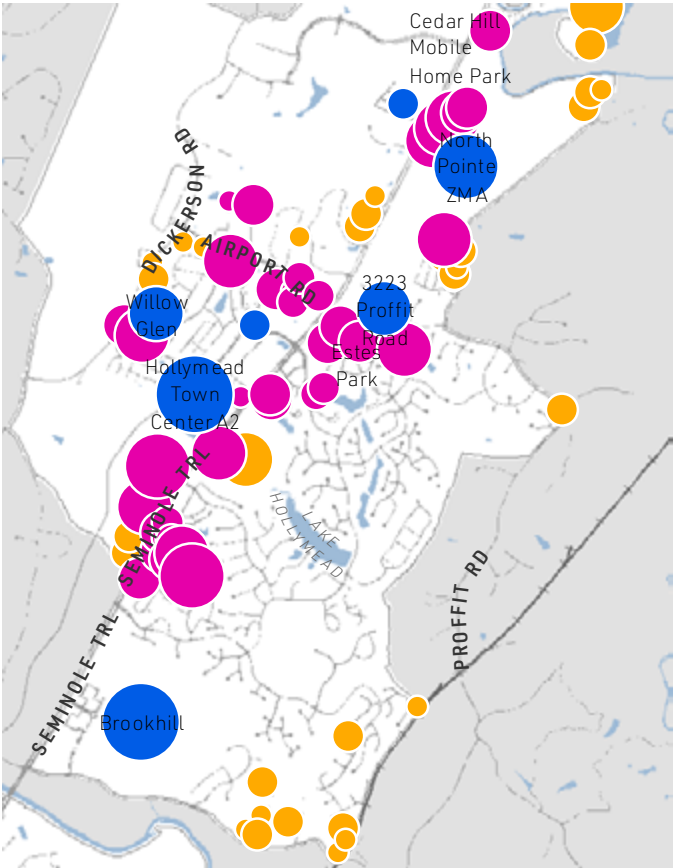 Cedar Hill
Mobile
Home Park
North
Pointe
ZMA
DICKERSON RD
AIRPORT RD
3223
Proffit
Road
Willow
Glen
Estes
Park
Hollymead
Town
Center A2
SEMINOLE TRL
LAKE
HOLLYMEAD
PROFFIT RD
SEMINOLE TRL
Brookhill